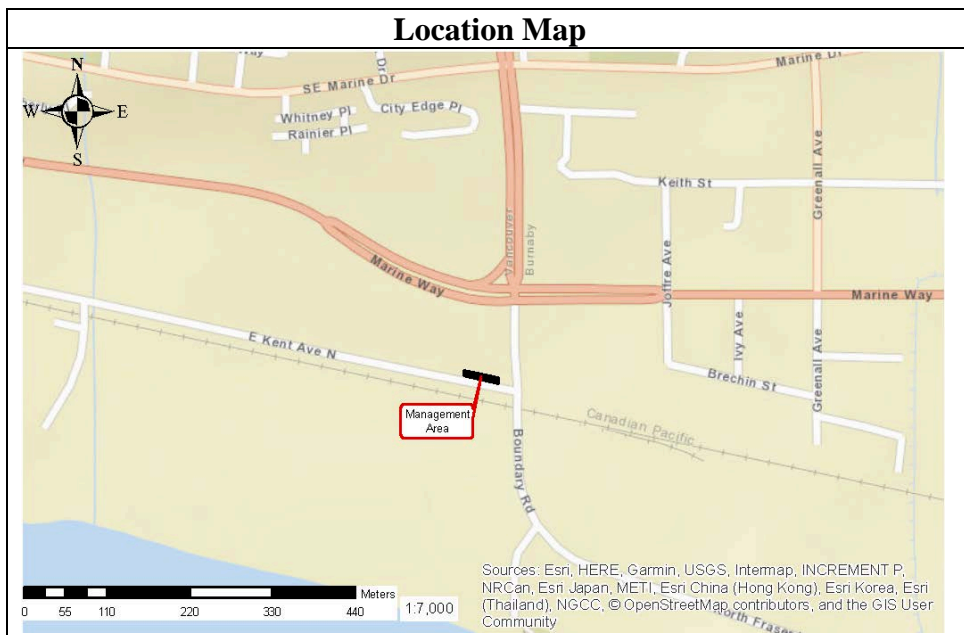 Location Map
N
W
E
S
SE Marine Dr
Marine Dr
Whitney Pl
City Edge Pl
Rainier Pl
Keith St
Greenall Ave
Vancouver
Burnaby
Marine Way
Joffre Ave
Marine Way
Ivy Ave
E Kent Ave N
Brechin St
Greenall Ave
Management
Area
Canadian Pacific
Boundary Rd
Meters
0 55 110 220 330 440
1:7,000
Sources: Esri, HERE, Garmin, USGS, Intermap, INCREMENT P,
NRCan, Esri Japan, METI, Esri China (Hong Kong), Esri Korea, Esri
(Thailand), NGCC, © OpenStreetMap contributors, and the GIS User
Community
North Fraser